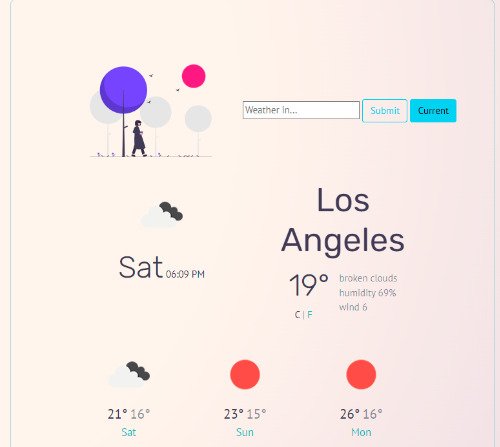 Weather in...
Submit
Current
Los
Angeles
Sat 06:09 PM
19°
broken clouds
humidity 69%
wind 6
C | F
21° 16°
Sat
23° 15°
Sun
26° 16°
Mon